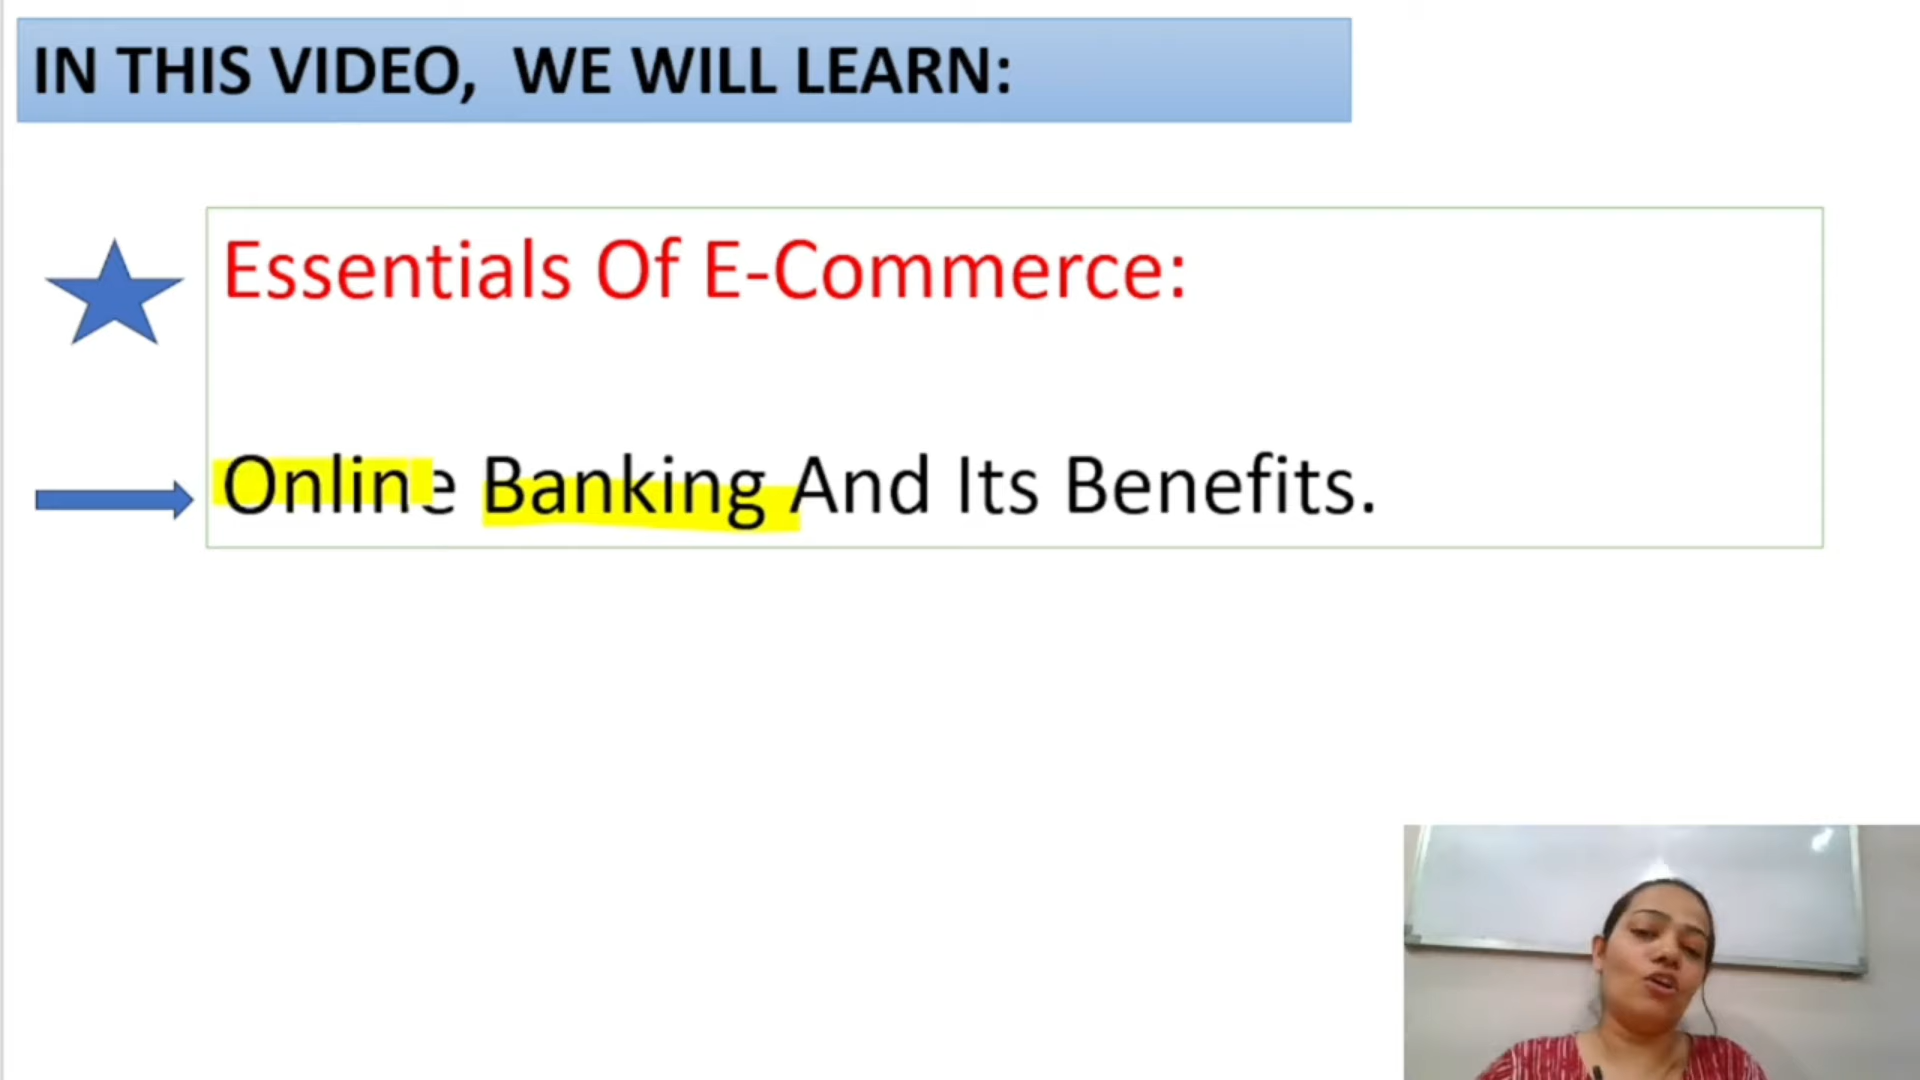 IN THIS VIDEO, WE WILL LEARN:
Essentials Of E-Commerce:
Online Banking And Its Benefits.